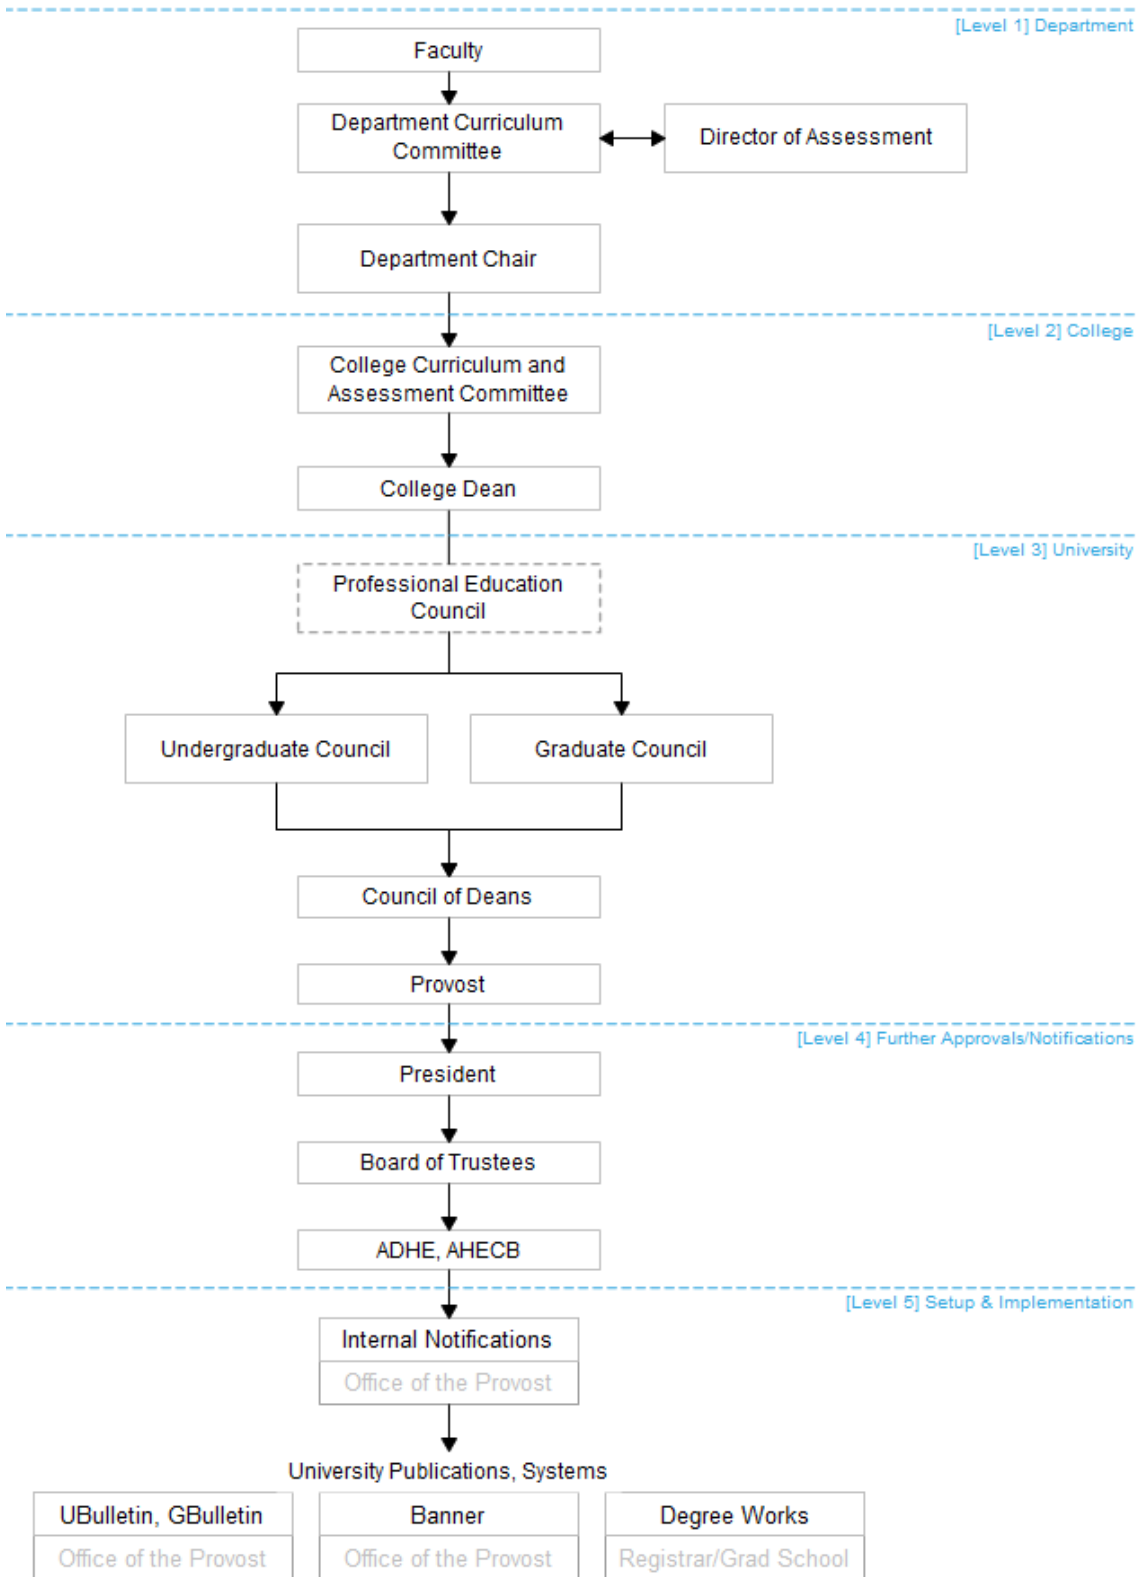 [Level 1] Department
Faculty
Department Curriculum
Committee
Director of Assessment
Department Chair
[Level 2] College
College Curriculum and
Assessment Committee
College Dean
[Level 3] University
Professional Education
Council
Undergraduate Council
Graduate Council
Council of Deans
Provost
[Level 4] Further Approvals/Notifications
President
Board of Trustees
ADHE, AHECB
[Level 5] Setup & Implementation
Internal Notifications
Office of the Provost
University Publications, Systems
UBulletin, GBulletin
Office of the Provost
Banner
Office of the Provost
Degree Works
Registrar/Grad School